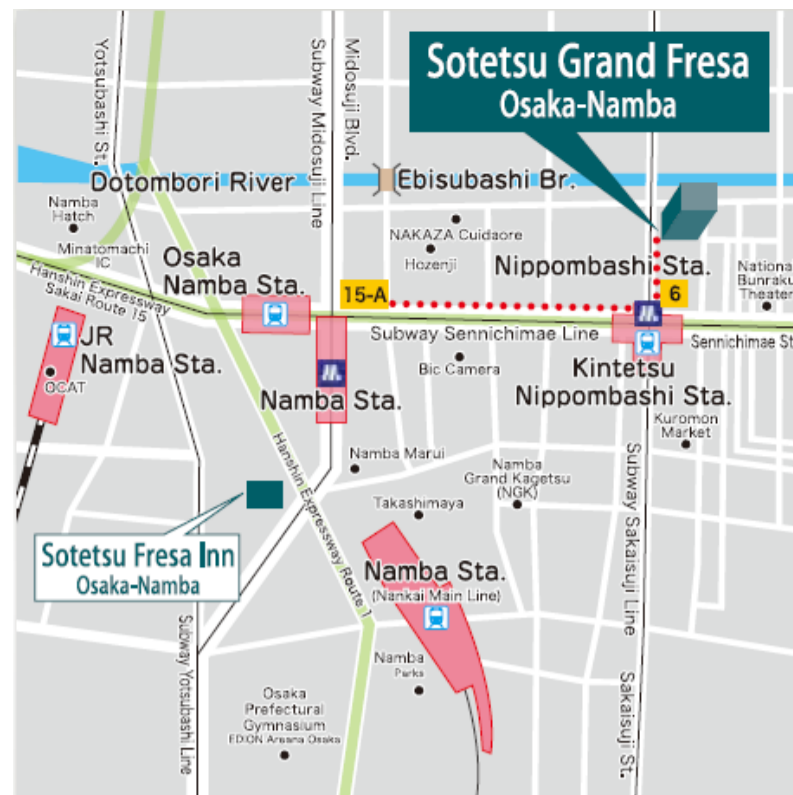 Yotsubashi St.
Subway Midosuji Line
Midosuji Blvd.
Sotetsu Grand Fresa
Osaka-Namba
Dotombori River
Ebisubashi Br.
Namba
Hatch
NAKAZA Cuidaore
Minatomachi
IC
Hozenji
Osaka
Namba Sta.
Nippombashi Sta.
National
Bunraku
Theater
Hanshin Expressway
Sakai Route 15
15-A
6
JR
Namba Sta.
Subway Sennichimae Line
Sennichimae St
Bic Camera
Kintetsu
Nippombashi Sta.
OCAT
Namba Sta.
Kuromon
Market
Hanshin Expressway Route 1
Namba Marui
Namba
Grand Kagetsu
(NGK)
Takashimaya
Subway Sakaisuji Line
Sotetsu Fresa Inn
Osaka-Namba
Namba Sta.
(Nankai Main Line)
Subway Yotsubashi Line
Namba
Parks
Sakaisuji St.
Osaka
Prefectural
Gymnasium
EDION Areana Osaka